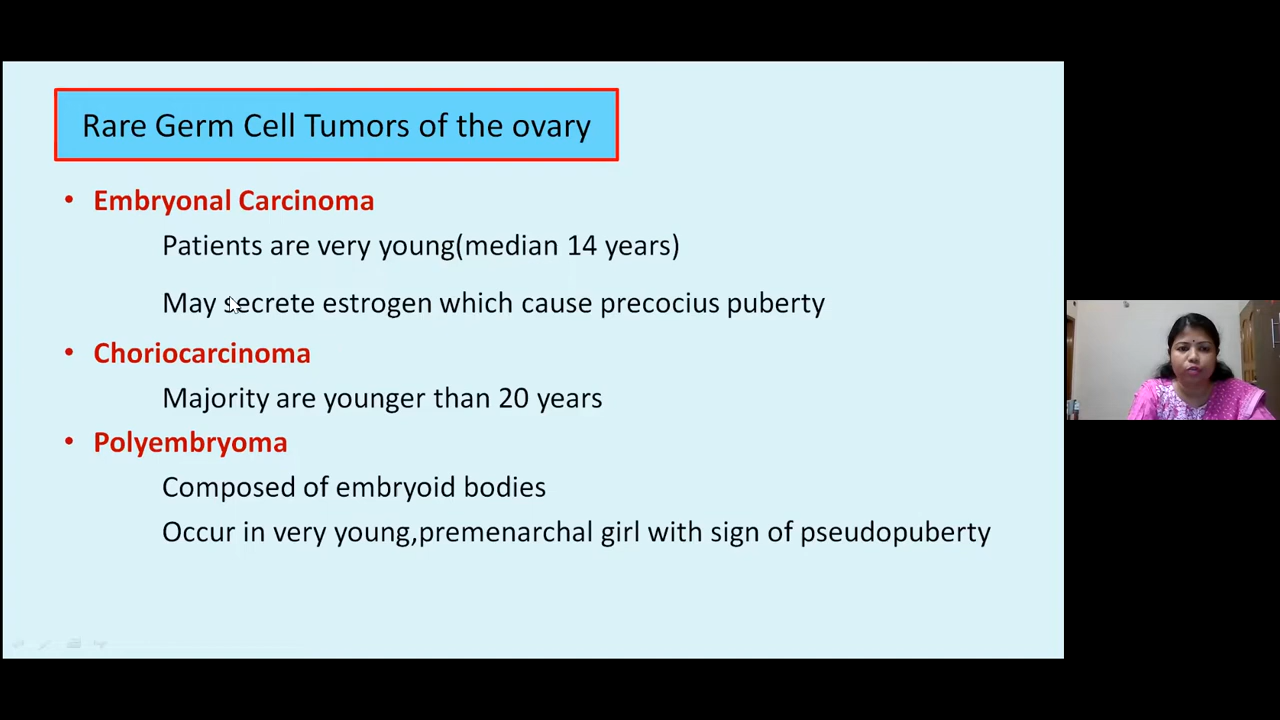 Rare Germ Cell Tumors of the ovary
• Embryonal Carcinoma
Patients are very young(median 14 years)
May secrete estrogen which cause precocius puberty
• Choriocarcinoma
Majority are younger than 20 years
• Polyembryoma
Composed of embryoid bodies
Occur in very young,premenarchal girl with sign of pseudopuberty